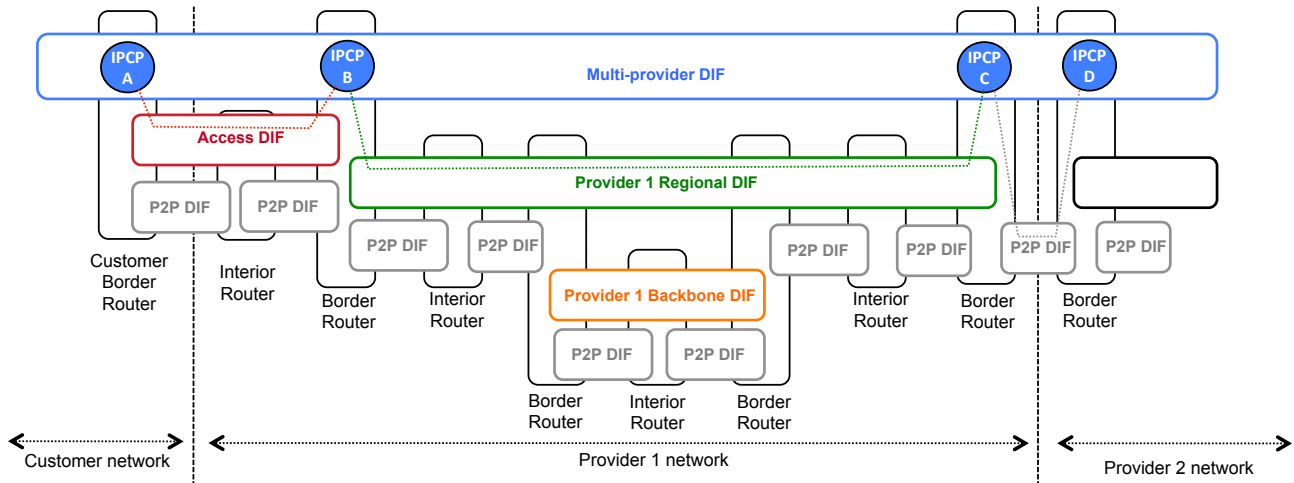 IPCP
A
IPCP
B
Multi-provider DIF
IPCP
C
IPCP
D
Access DIF
Provider 1 Regional DIF
P2P DIF
P2P DIF
P2P DIF
P2P DIF
P2P DIF
P2P DIF
P2P DIF
P2P DIF
Customer
Border
Router
Interior
Router
Border
Router
Interior
Router
Provider 1 Backbone DIF
Interior
Router
Border
Router
Border
Router
P2P DIF
P2P DIF
Border
Router
Interior
Router
Border
Router
Customer network
Provider 1 network
Provider 2 network